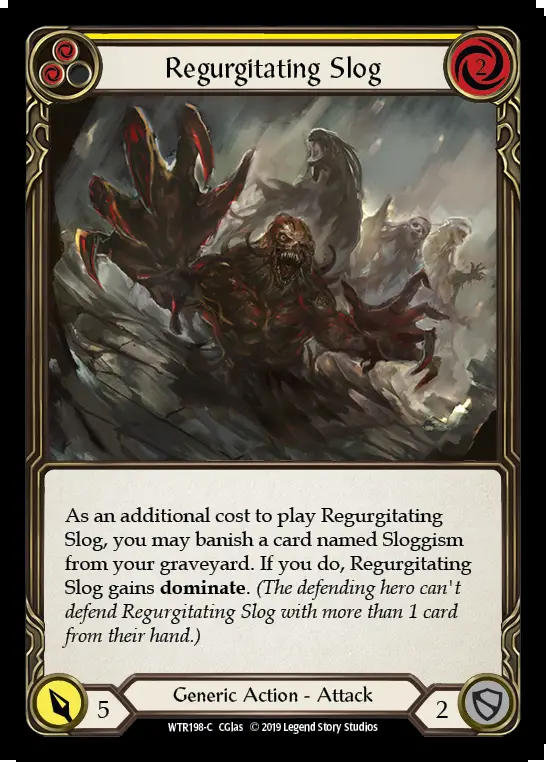 Regurgitating Slog
2
As an additional cost to play Regurgitating
Slog, you may banish a card named Sloggism
from your graveyard. If you do, Regurgitating
Slog gains dominate. (The defending hero can't
defend Regurgitating Slog with more than 1 card
from their hand.)
5
Generic Action - Attack
2
WTR198-C CGlas © 2019 Legend Story Studios